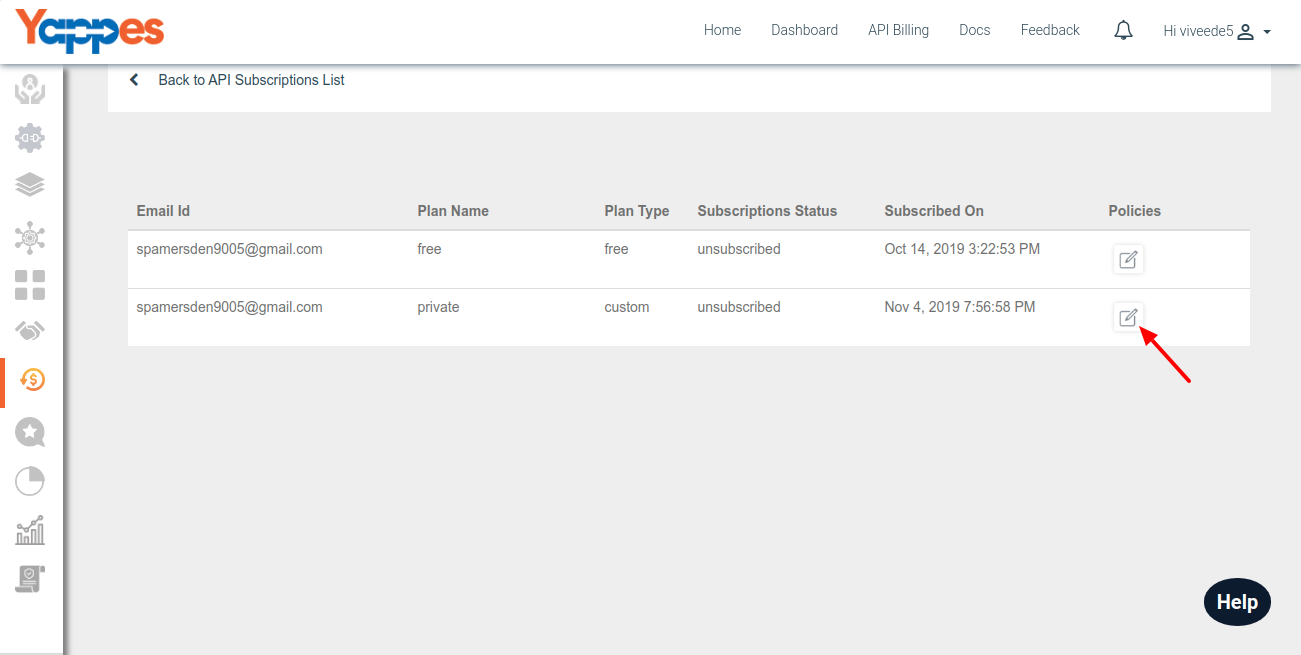 Yappes
Home Dashboard API Billing Docs Feedback Hi viveede5
Back to API Subscriptions List
Email Id Plan Name Plan Type Subscriptions Status Subscribed On Policies
spamersden9005@gmail.com free free unsubscribed Oct 14, 2019 3:22:53 PM
spamersden9005@gmail.com private custom unsubscribed Nov 4, 2019 7:56:58 PM
Help